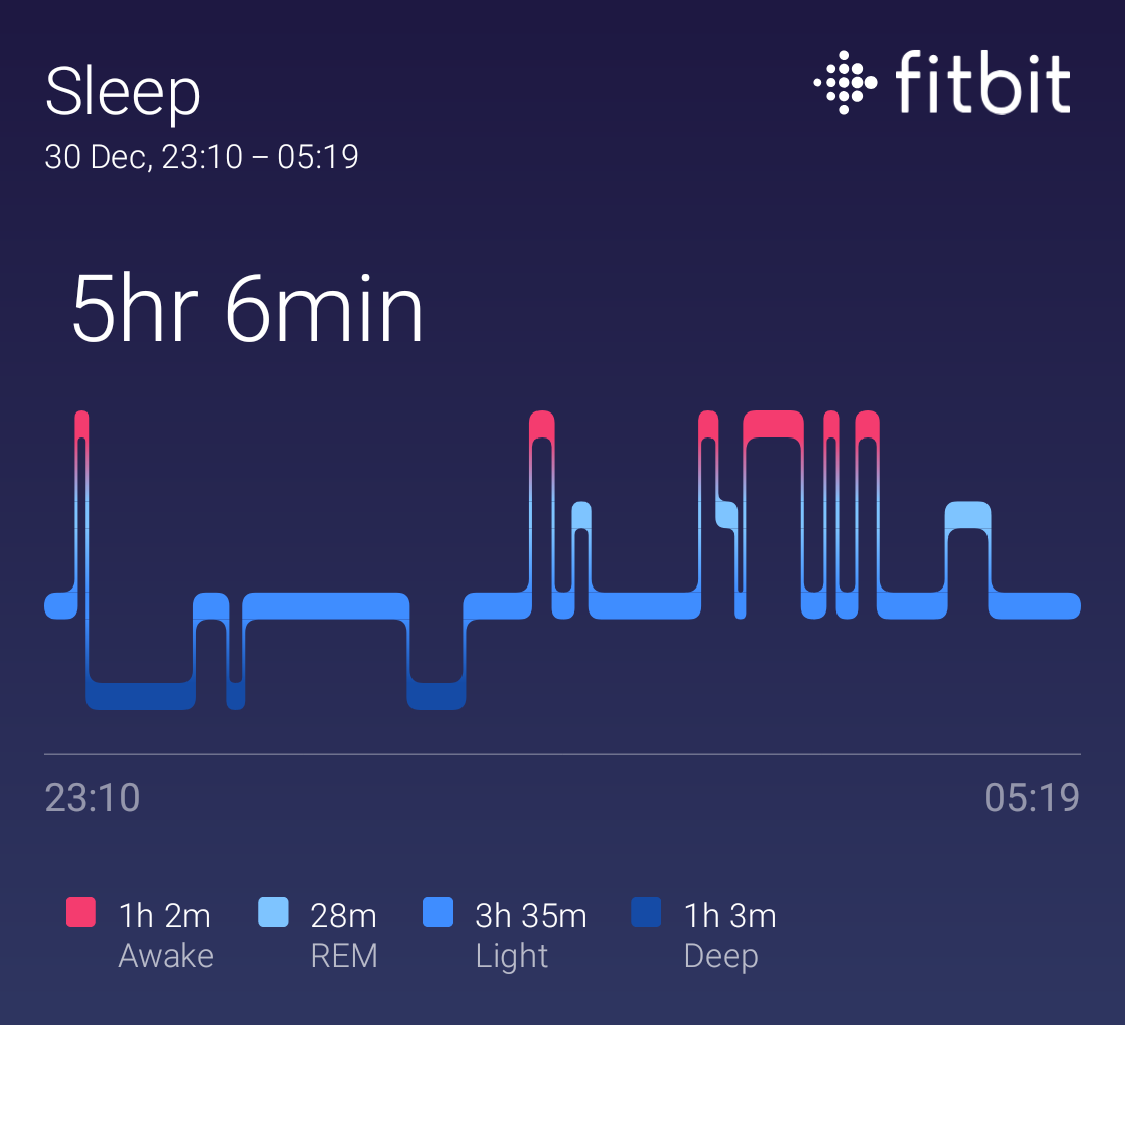 Sleep
fitbit
30 Dec, 23:10 – 05:19
5hr 6min
23:10 05:19
1h 2m 28m 3h 35m 1h 3m
Awake REM Light Deep